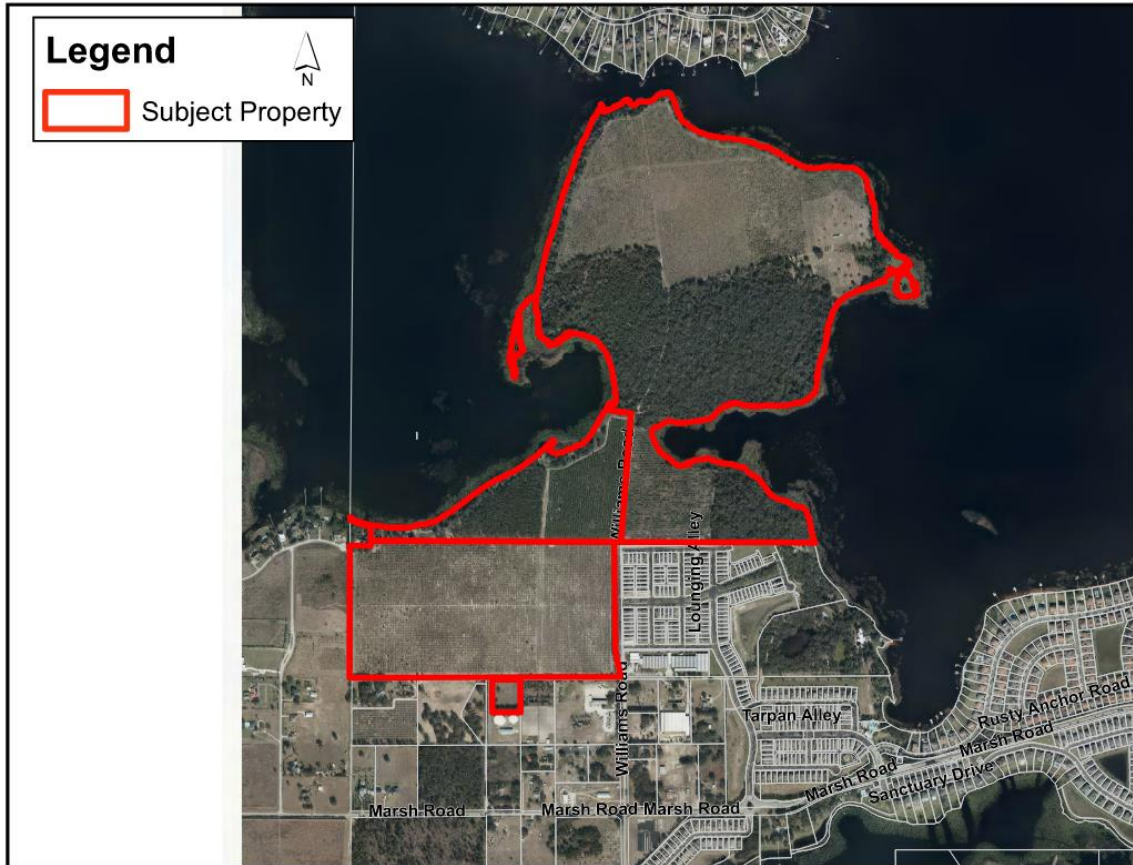 Legend
N
Subject Property
Williams Road
Lounging Alley
Williams Road
Tarpan Alley
Rusty Anchor Road
Marsh Road
Marsh Road
Sanctuary Drive
Marsh Road
Marsh Road Marsh Road